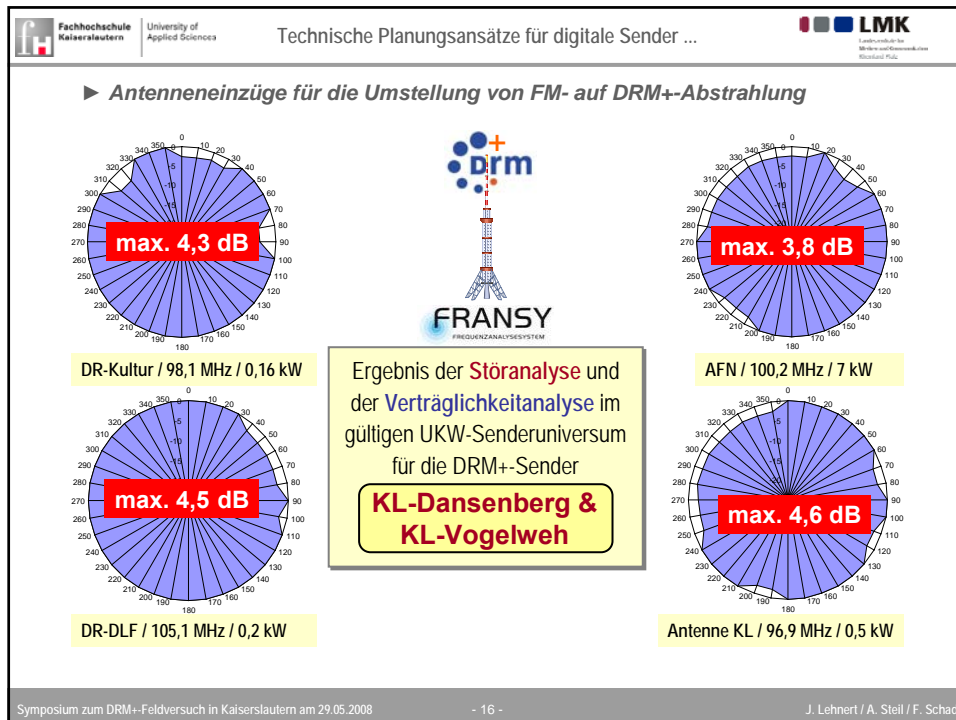 Fachhochschule Kaiserslautern
University of Applied Sciences
Technische Planungsansätze für digitale Sender ...
LMK
► Antenneneinzüge für die Umstellung von FM- auf DRM+-Abstrahlung
max. 4,3 dB
DR-Kultur / 98,1 MHz / 0,16 kW
Drm+
FRANSY
FREQUENZANALYSESYSTEM
max. 3,8 dB
AFN / 100,2 MHz / 7 kW
max. 4,5 dB
DR-DLF / 105,1 MHz / 0,2 kW
Ergebnis der Störanalyse und
der Verträglichkeitanalyse im
gültigen UKW-Senderuniversum
für die DRM+-Sender
KL-Dansenberg &
KL-Vogelweh
max. 4,6 dB
Antenne KL / 96,9 MHz / 0,5 kW
Symposium zum DRM+-Feldversuch in Kaiserslautern am 29.05.2008
- 16 -
J. Lehnert / A. Steil / F. Schad